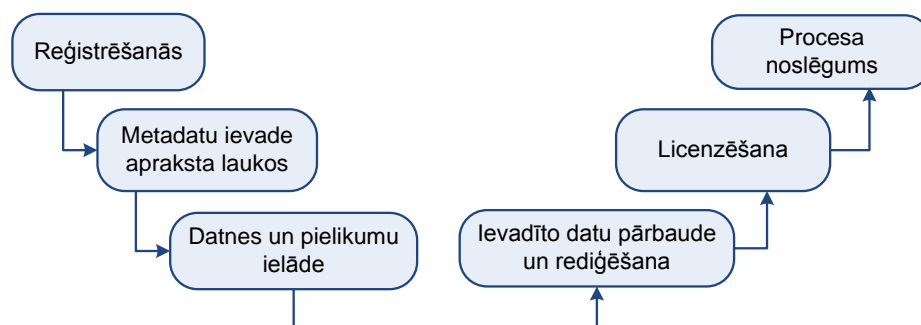 Reģistrēšanās
Metadatu ievade
apraksta laukos
Datnes un pielikumu
ielāde
Ievadīto datu pārbaude
un rediģēšana
Licenzēšana
Procesa
noslēgums